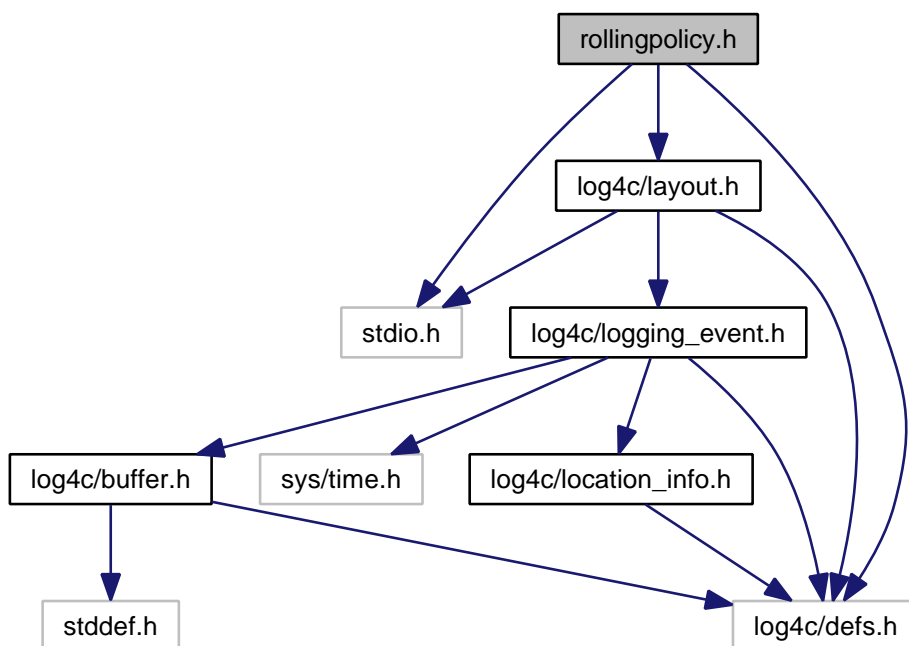 rollingpolicy.h
log4c/layout.h
stdio.h
log4c/logging_event.h
log4c/buffer.h
sys/time.h
log4c/location_info.h
stddef.h
log4c/defs.h